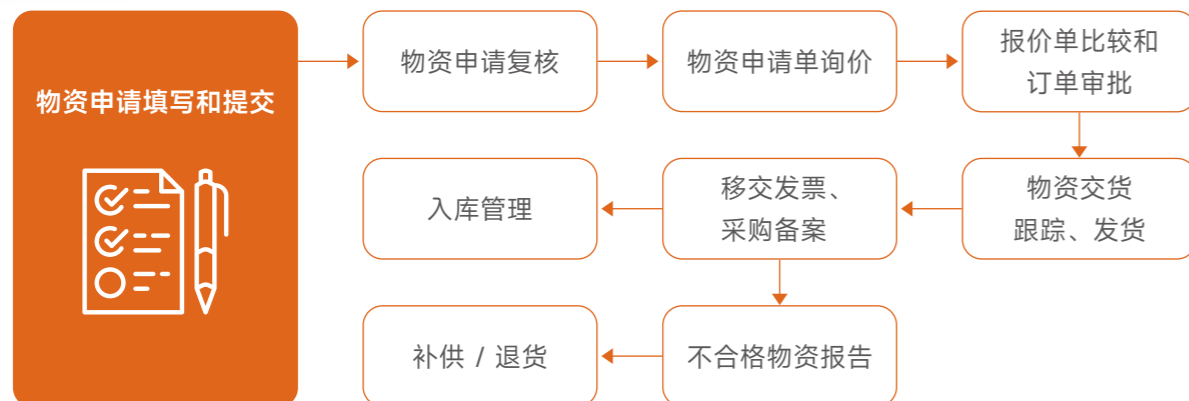 物资申请填写和提交
物资申请复核
物资申请单询价
报价单比较和
订单审批
物资交货
跟踪、发货
移交发票、
采购备案
入库管理
不合格物资报告
补供 / 退货